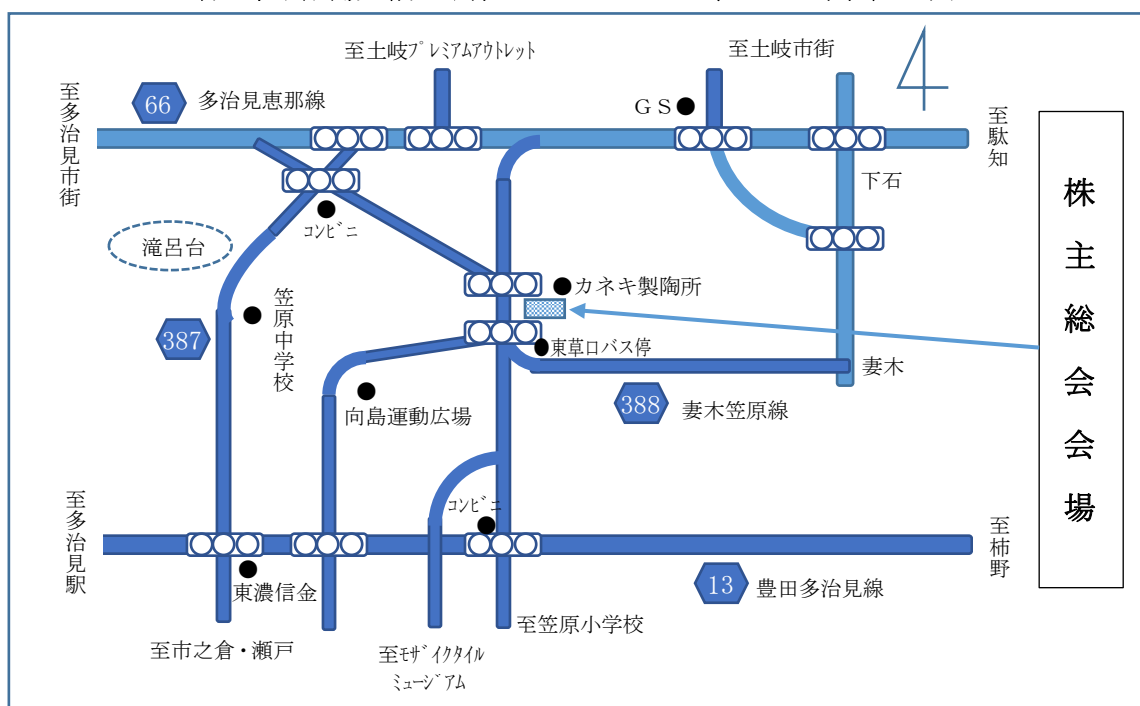 至土岐ﾌﾟﾚﾐｱﾑｱｳﾄﾚｯﾄ
至土岐市街
至多治見市街
66
多治見恵那線
ＧＳ
至駄知
下石
株主総会会場
ｺﾝﾋﾞﾆ
滝呂台
カネキ製陶所
笠原中学校
387
東草口バス停
妻木
388
妻木笠原線
向島運動広場
ｺﾝﾋﾞﾆ
至多治見駅
至柿野
東濃信金
13
豊田多治見線
至笠原小学校
至市之倉・瀬戸
至ﾓｻﾞｲｸﾀｲﾙ
ﾐｭｰｼﾞｱﾑ